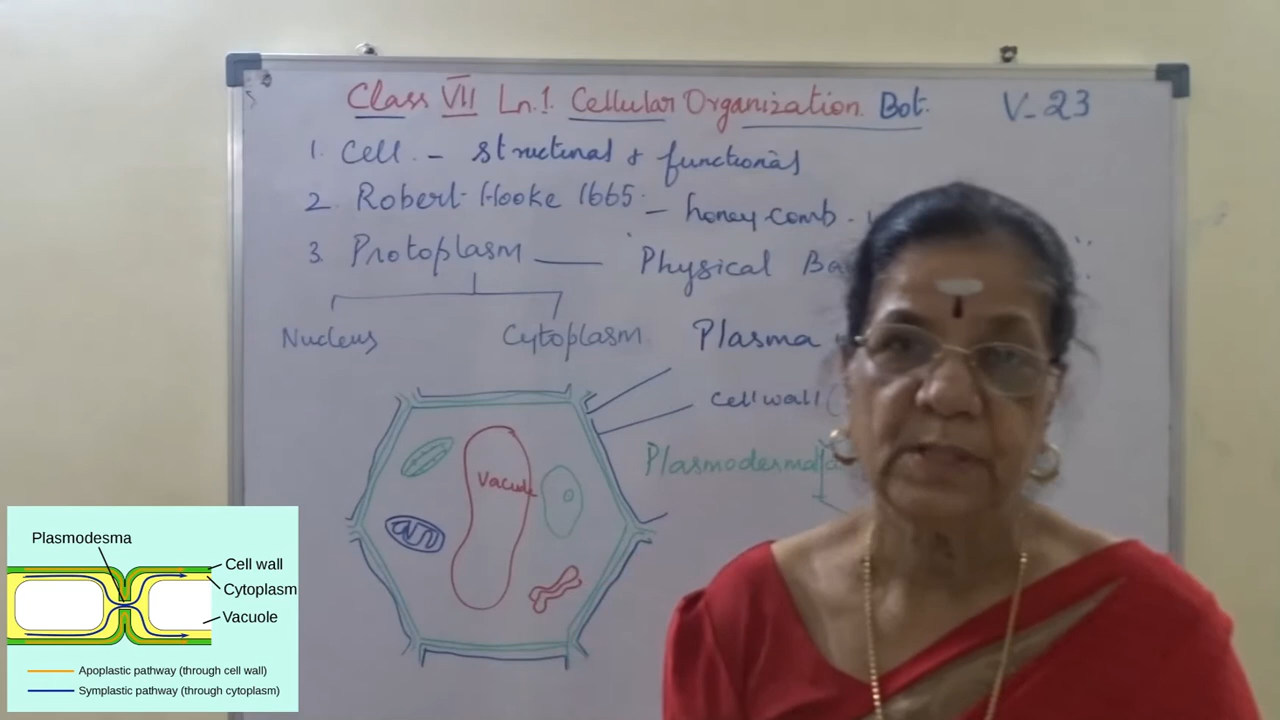 Class VII Ln.1. Cellular Organization. Bot. V-23
1. Cell - structural & functional
2. Robert Hooke 1665 - honey comb.
3. Protoplasm — "Physical
Nucleus Cytoplasm
Plasma
Cell wall
Plasmodesmata
Vacuole
Plasmodesma
Cell wall
Cytoplasm
Vacuole
Apoplastic pathway (through cell wall)
Symplastic pathway (through cytoplasm)